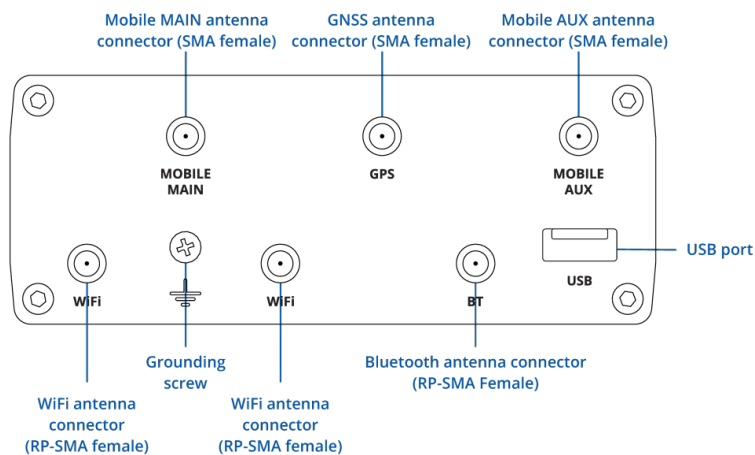 Mobile MAIN antenna
connector (SMA female)
GNSS antenna
connector (SMA female)
Mobile AUX antenna
connector (SMA female)
MOBILE
MAIN
GPS
MOBILE
AUX
USB port
USB
WiFi
WiFi
BT
Grounding
screw
Bluetooth antenna connector
(RP-SMA Female)
WiFi antenna
connector
(RP-SMA female)
WiFi antenna
connector
(RP-SMA female)